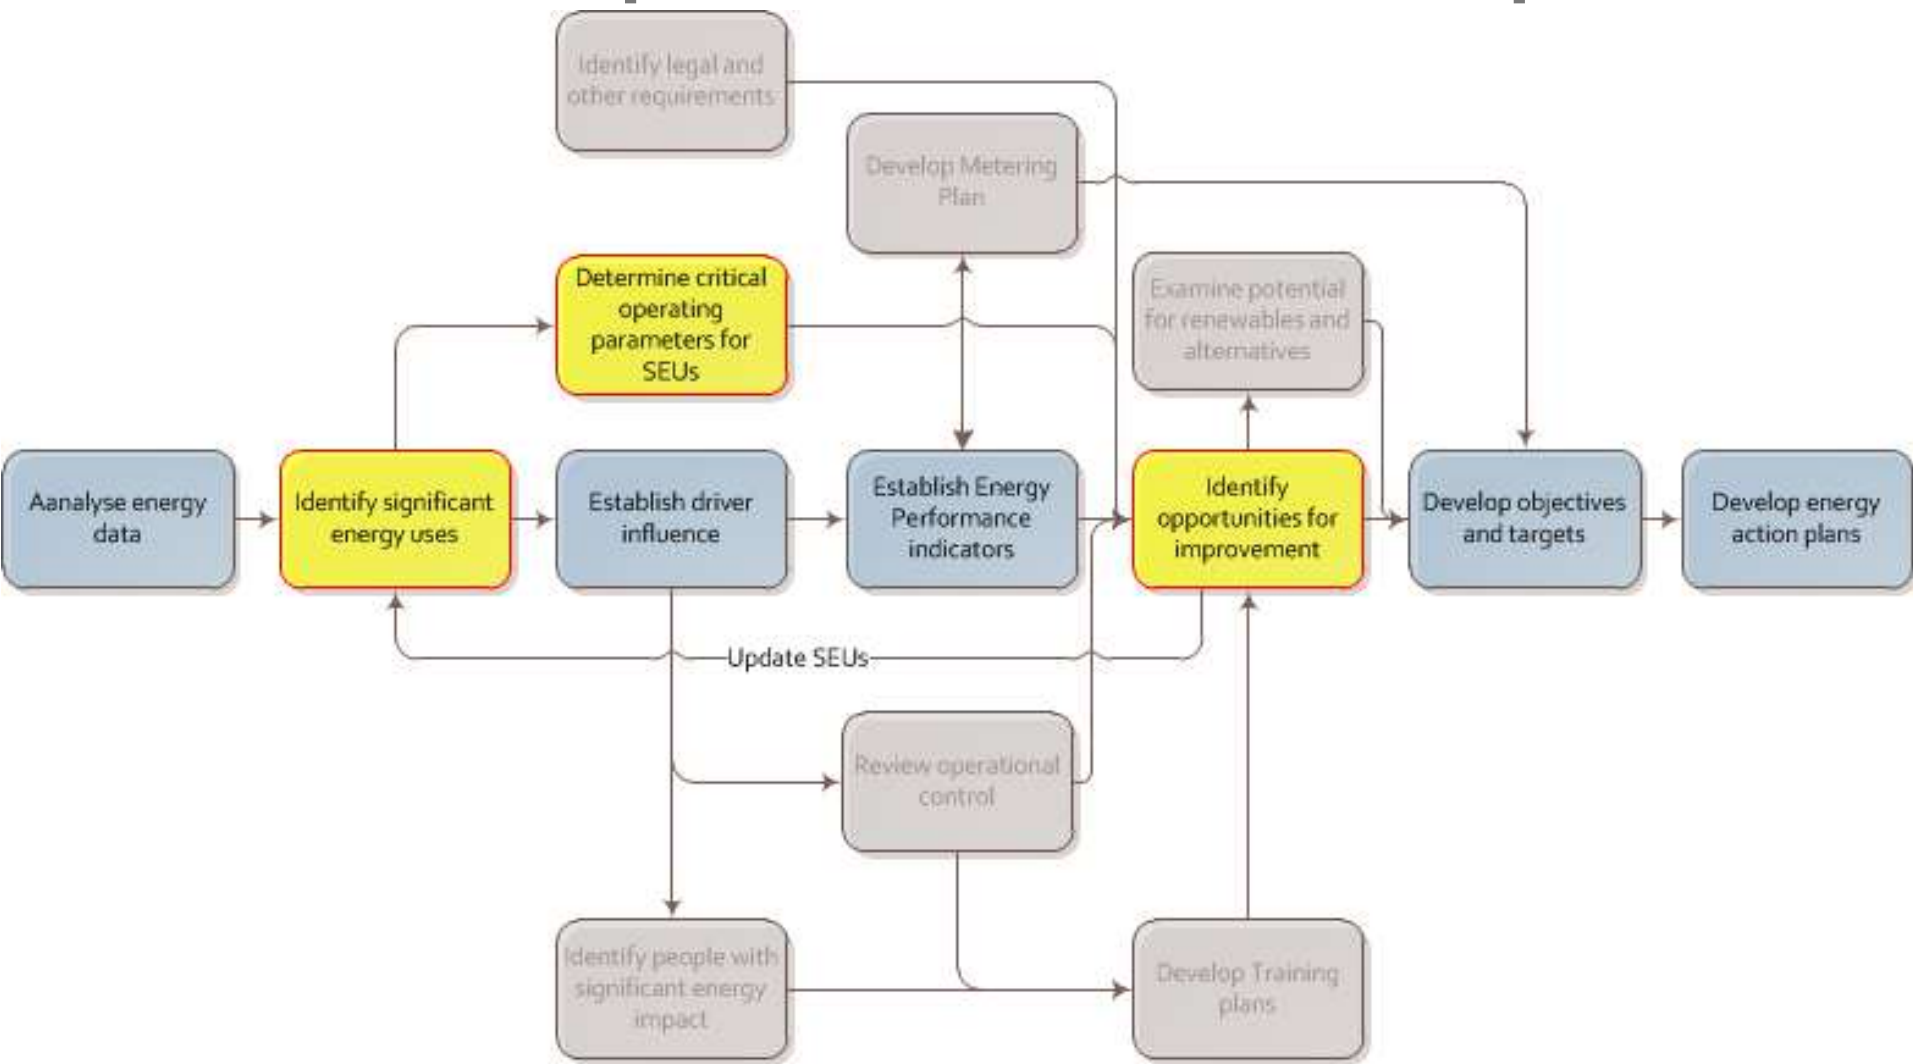 Identify legal and
other requirements
Develop Metering
Plan
Determine critical
operating
parameters for
SEUs
Examine potential
for renewables and
alternatives
Aanalyse energy
data
Identify significant
energy uses
Establish driver
influence
Establish Energy
Performance
indicators
Identify
opportunities for
improvement
Develop objectives
and targets
Develop energy
action plans
Update SEUs
Review operational
control
Identify people with
significant energy
impact
Develop Training
plans